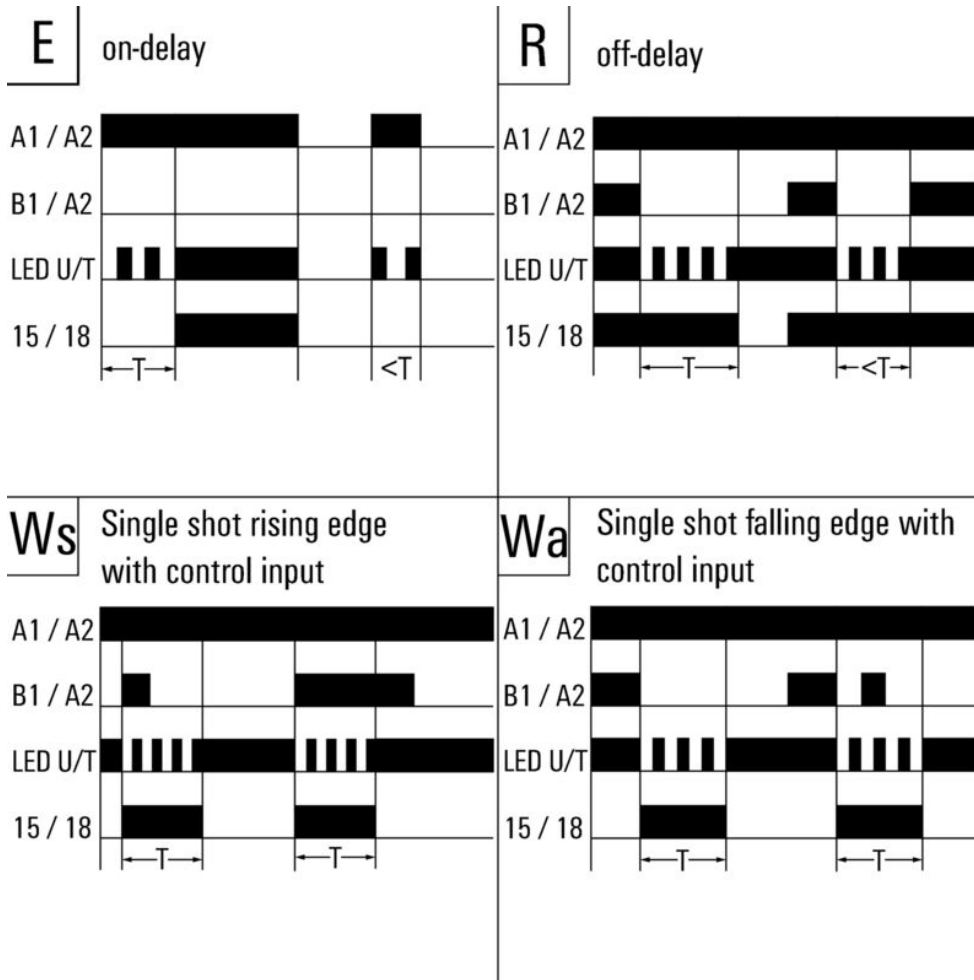 E
on-delay
A1 / A2
B1 / A2
LED U/T
15 / 18
T
<T
R
off-delay
A1 / A2
B1 / A2
LED U/T
15 / 18
T
<T
Ws
Single shot rising edge
with control input
A1 / A2
B1 / A2
LED U/T
15 / 18
T
T
Wa
Single shot falling edge with
control input
A1 / A2
B1 / A2
LED U/T
15 / 18
T
T